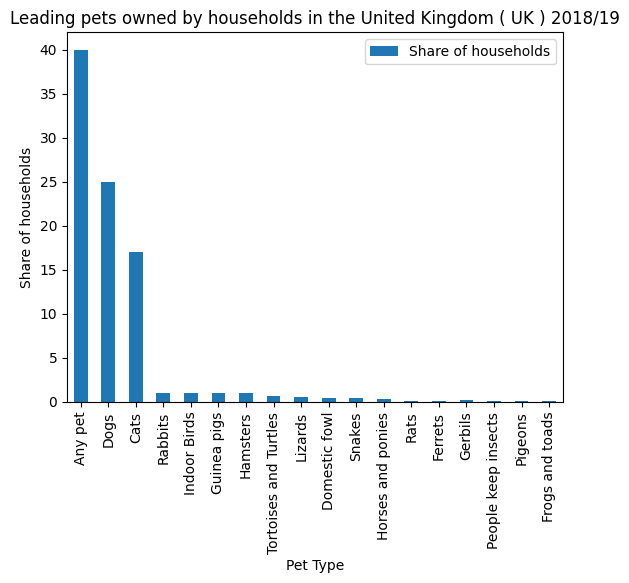 Leading pets owned by households in the United Kingdom ( UK ) 2018/19
Share of households
40
35
30
25
20
15
10
5
0
Share of households
Any pet
Dogs
Cats
Rabbits
Indoor Birds
Guinea pigs
Hamsters
Tortoises and Turtles
Lizards
Domestic fowl
Snakes
Horses and ponies
Rats
Ferrets
Gerbils
People keep insects
Pigeons
Frogs and toads
Pet Type